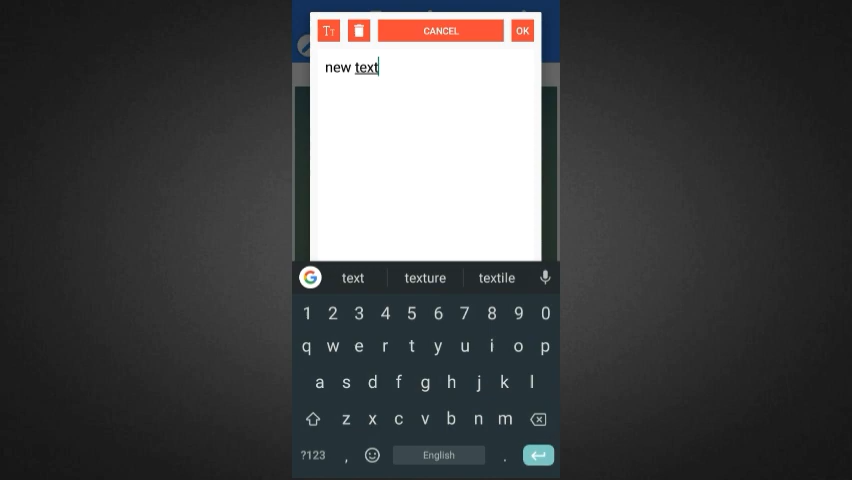 TT CANCEL OK
new text
text texture textile
1 2 3 4 5 6 7 8 9 0
q w e r t y u i o p
a s d f g h j k l
z x c v b n m
?123 , English .